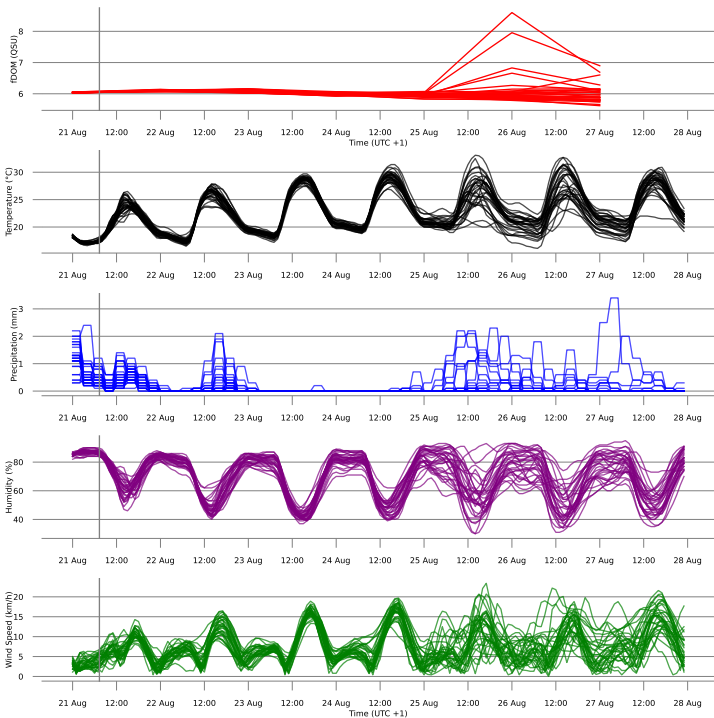 8
6
fDOM (QSU)
21 Aug 12:00 22 Aug 12:00 23 Aug 12:00 24 Aug 12:00 25 Aug 12:00 26 Aug 12:00 27 Aug 12:00 28 Aug
Time (UTC +1)
30
25
20
Temperature (°C)
21 Aug 12:00 22 Aug 12:00 23 Aug 12:00 24 Aug 12:00 25 Aug 12:00 26 Aug 12:00 27 Aug 12:00 28 Aug
3
2
1
0
Precipitation (mm)
21 Aug 12:00 22 Aug 12:00 23 Aug 12:00 24 Aug 12:00 25 Aug 12:00 26 Aug 12:00 27 Aug 12:00 28 Aug
80
60
40
Humidity (%)
21 Aug 12:00 22 Aug 12:00 23 Aug 12:00 24 Aug 12:00 25 Aug 12:00 26 Aug 12:00 27 Aug 12:00 28 Aug
20
15
10
5
0
Wind Speed (km/h)
21 Aug 12:00 22 Aug 12:00 23 Aug 12:00 24 Aug 12:00 25 Aug 12:00 26 Aug 12:00 27 Aug 12:00 28 Aug
Time (UTC +1)